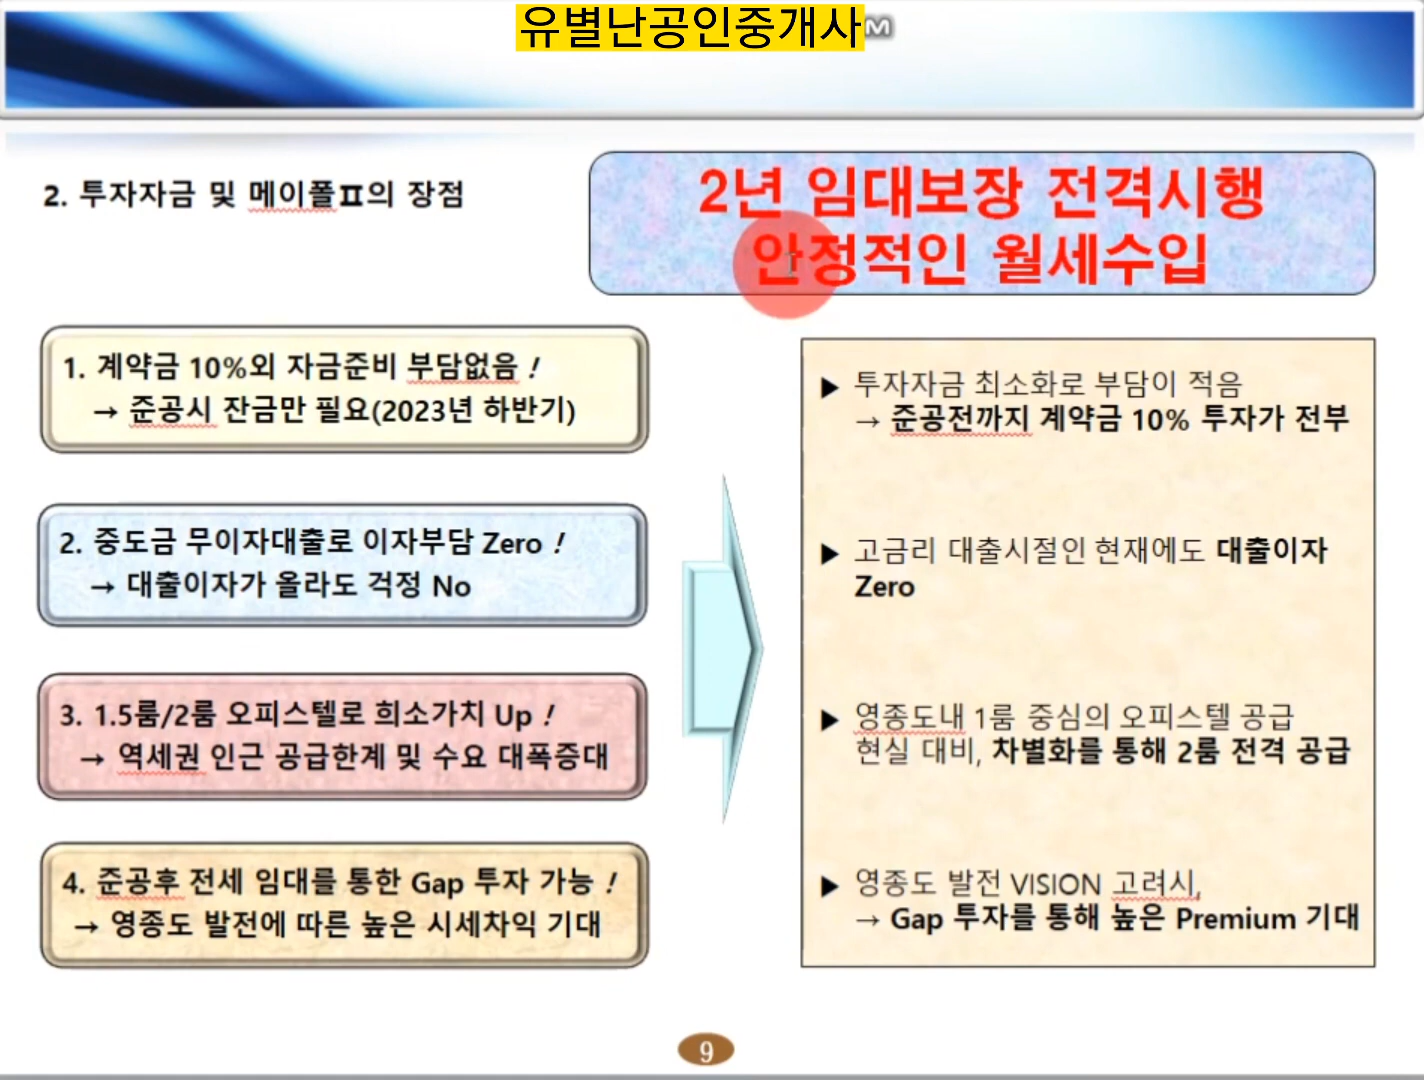 유별난공인중개사
M
2. 투자자금 및 메이폴Ⅱ의 장점
2년 임대보장 전격시행
안정적인 월세수입
1. 계약금 10%외 자금준비 부담없음 !
→ 준공시 잔금만 필요(2023년 하반기)
2. 중도금 무이자대출로 이자부담 Zero !
→ 대출이자가 올라도 걱정 No
3. 1.5룸/2룸 오피스텔로 희소가치 Up !
→ 역세권 인근 공급한계 및 수요 대폭증대
4. 준공후 전세 임대를 통한 Gap 투자 가능 !
→ 영종도 발전에 따른 높은 시세차익 기대
▶ 투자자금 최소화로 부담이 적음
→ 준공전까지 계약금 10% 투자가 전부
▶ 고금리 대출시절인 현재에도 대출이자
Zero
▶ 영종도내 1룸 중심의 오피스텔 공급
현실 대비, 차별화를 통해 2룸 전격 공급
▶ 영종도 발전 VISION 고려시,
→ Gap 투자를 통해 높은 Premium 기대
9